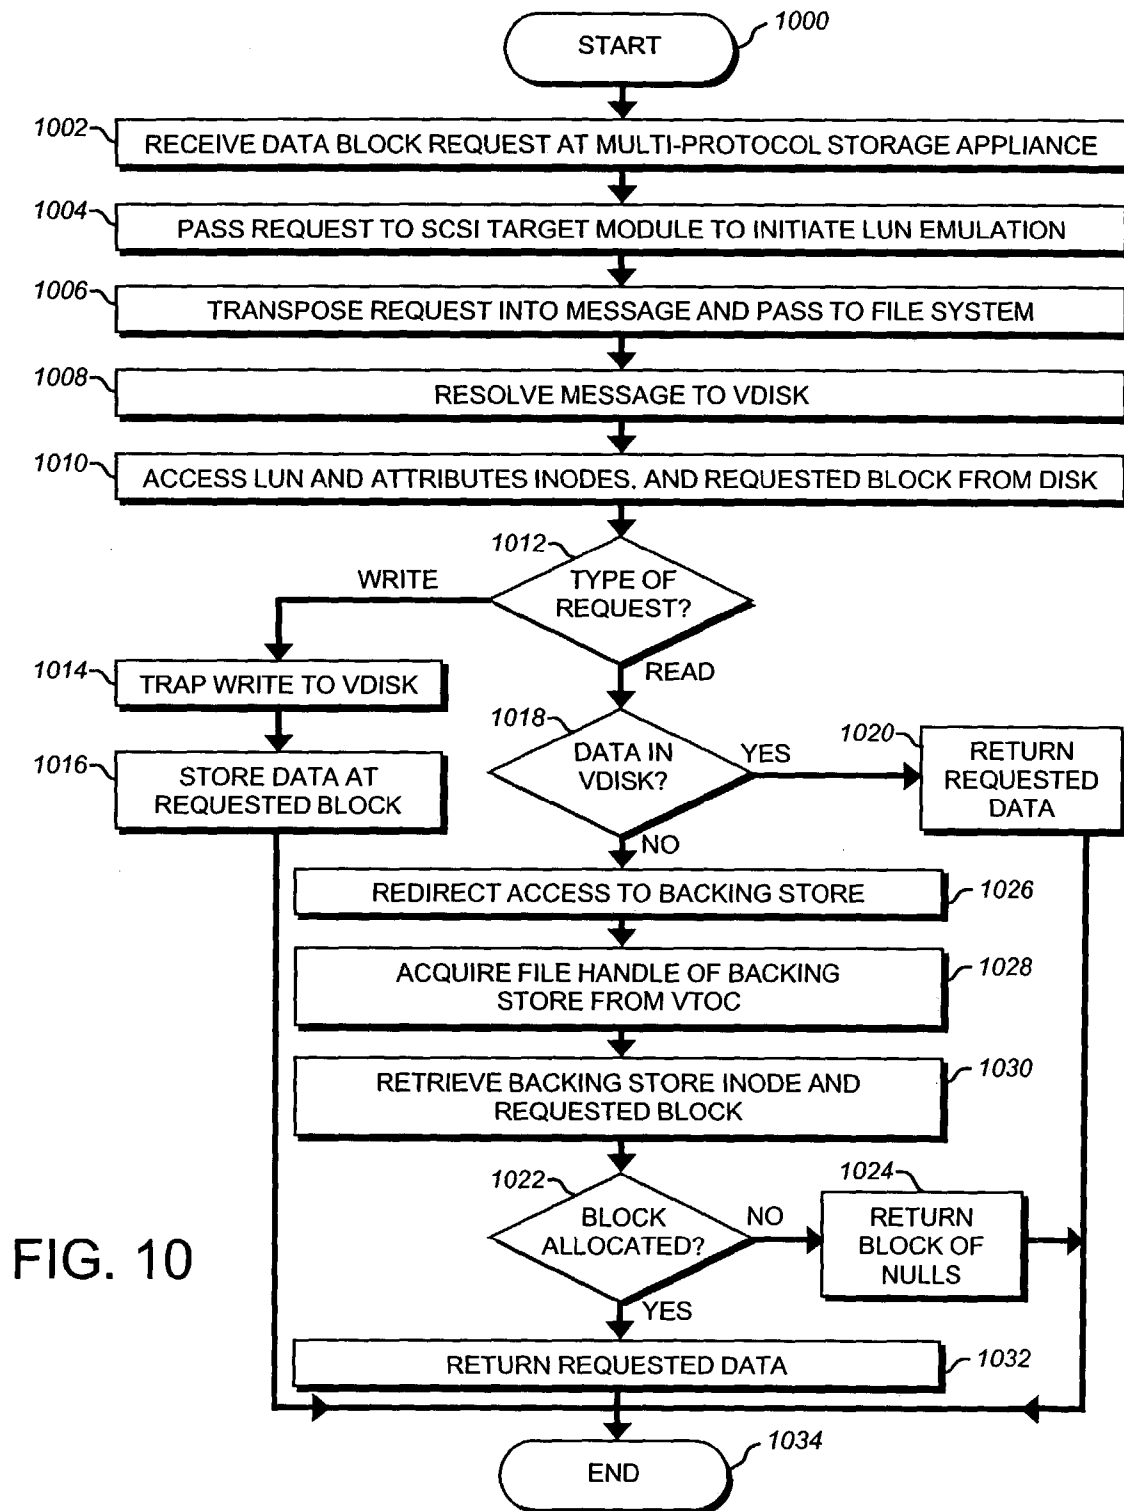 1000
START
1002
RECEIVE DATA BLOCK REQUEST AT MULTI-PROTOCOL STORAGE APPLIANCE
1004
PASS REQUEST TO SCSI TARGET MODULE TO INITIATE LUN EMULATION
1006
TRANSPOSE REQUEST INTO MESSAGE AND PASS TO FILE SYSTEM
1008
RESOLVE MESSAGE TO VDISK
1010
ACCESS LUN AND ATTRIBUTES INODES, AND REQUESTED BLOCK FROM DISK
1012
TYPE OF
REQUEST?
WRITE
READ
1014
TRAP WRITE TO VDISK
1016
STORE DATA AT
REQUESTED BLOCK
1018
DATA IN
VDISK?
YES
NO
1020
RETURN
REQUESTED
DATA
REDIRECT ACCESS TO BACKING STORE
1026
ACQUIRE FILE HANDLE OF BACKING
STORE FROM VTOC
1028
RETRIEVE BACKING STORE INODE AND
REQUESTED BLOCK
1030
1022
BLOCK
ALLOCATED?
NO
YES
1024
RETURN
BLOCK OF
NULLS
RETURN REQUESTED DATA
1032
END
1034
FIG. 10